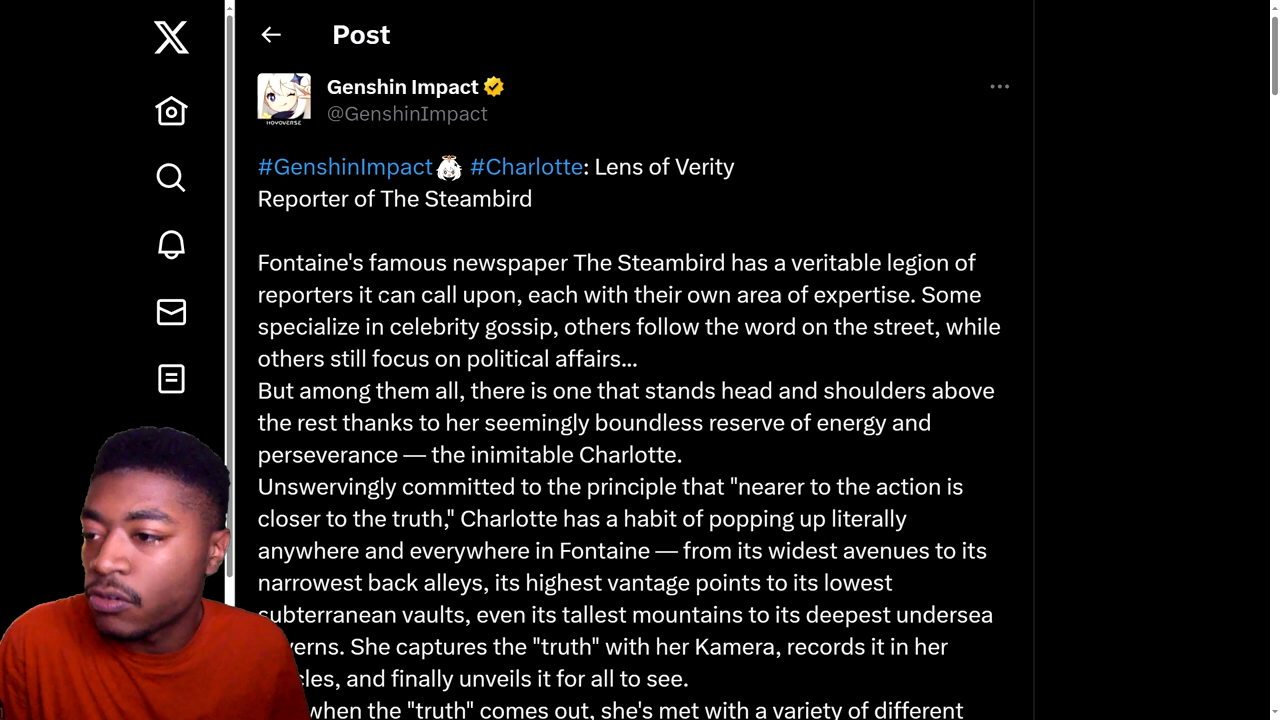 Post
Genshin Impact
@GenshinImpact
HOYOVERSE
#GenshinImpact #Charlotte: Lens of Verity
Reporter of The Steambird
Fontaine's famous newspaper The Steambird has a veritable legion of
reporters it can call upon, each with their own area of expertise. Some
specialize in celebrity gossip, others follow the word on the street, while
others still focus on political affairs...
But among them all, there is one that stands head and shoulders above
the rest thanks to her seemingly boundless reserve of energy and
perseverance — the inimitable Charlotte.
Unswervingly committed to the principle that "nearer to the action is
closer to the truth," Charlotte has a habit of popping up literally
anywhere and everywhere in Fontaine — from its widest avenues to its
narrowest back alleys, its highest vantage points to its lowest
subterranean vaults, even its tallest mountains to its deepest undersea
verns. She captures the "truth" with her Kamera, records it in her
cles, and finally unveils it for all to see.
when the "truth" comes out, she's met with a variety of different